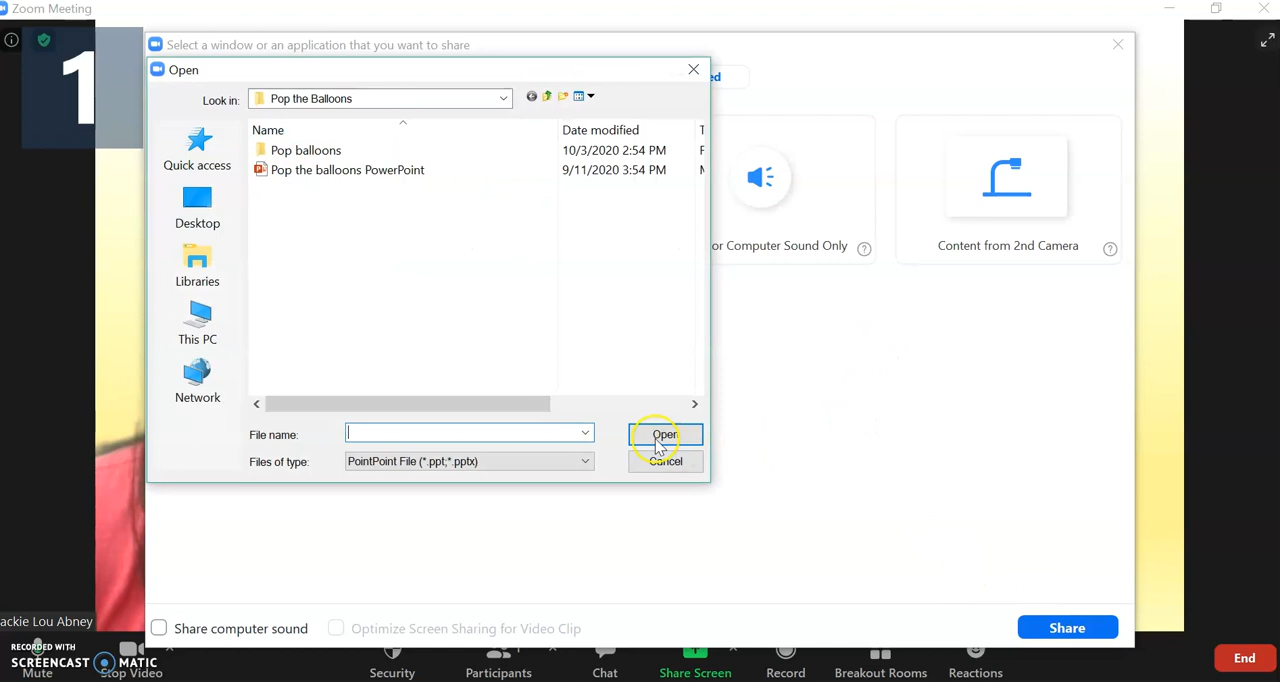 Zoom Meeting
1
Select a window or an application that you want to share
Open
ed
Look in:
Pop the Balloons
Name
Date modified
T
Pop balloons
10/3/2020 2:54 PM
F
Pop the balloons PowerPoint
9/11/2020 3:54 PM
M
Quick access
Desktop
Libraries
This PC
Network
or Computer Sound Only
?
Content from 2nd Camera
?
File name:
Open
Files of type:
PointPoint File (*.ppt;*.pptx)
Cancel
ackie Lou Abney
Share computer sound
Optimize Screen Sharing for Video Clip
Share
RECORDED WITH
SCREENCAST MATIC
Mute
Stop Video
Security
Participants
Chat
Share Screen
Record
Breakout Rooms
Reactions
End